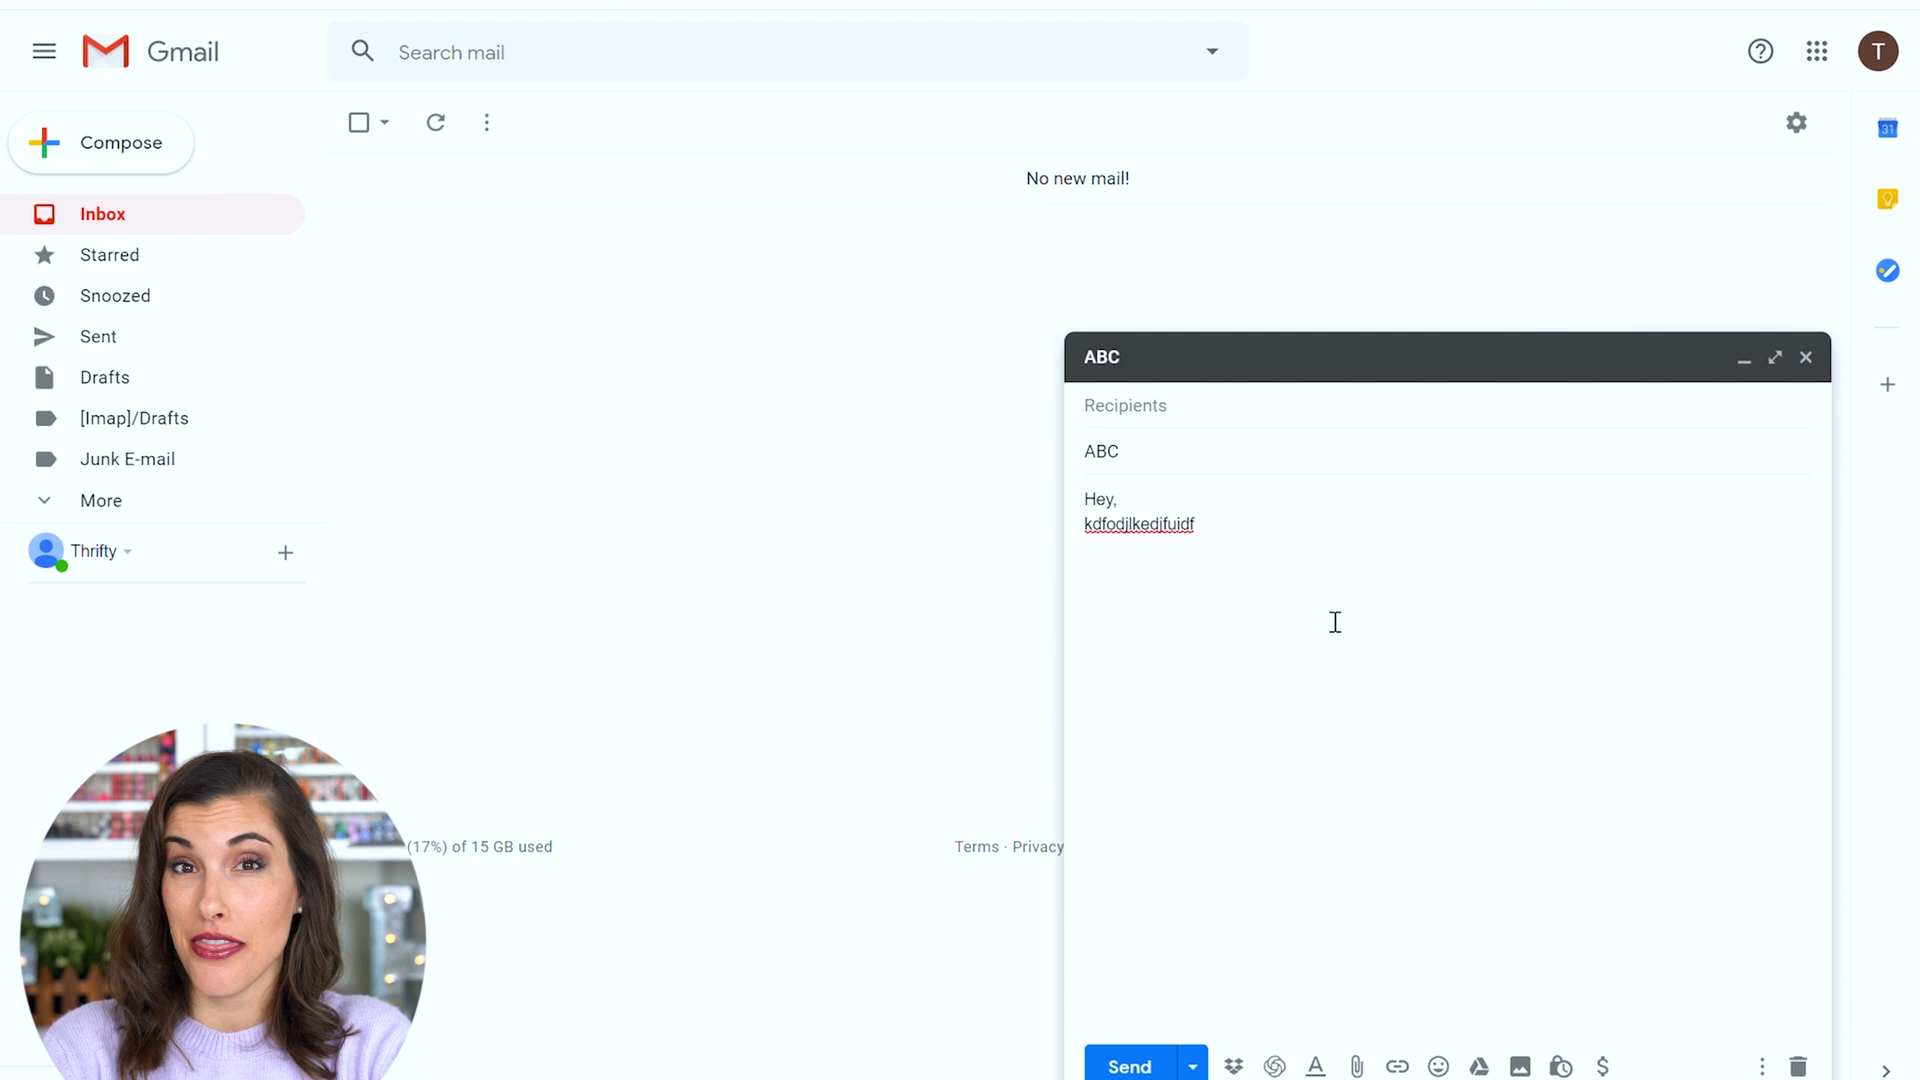 Gmail
Search mail
T
Compose
No new mail!
31
Inbox
Starred
Snoozed
Sent
Drafts
[Imap]/Drafts
Junk E-mail
More
Thrifty
ABC
Recipients
ABC
Hey,
kdfodjlkedjfuidf
(17%) of 15 GB used
Terms · Privacy
Send